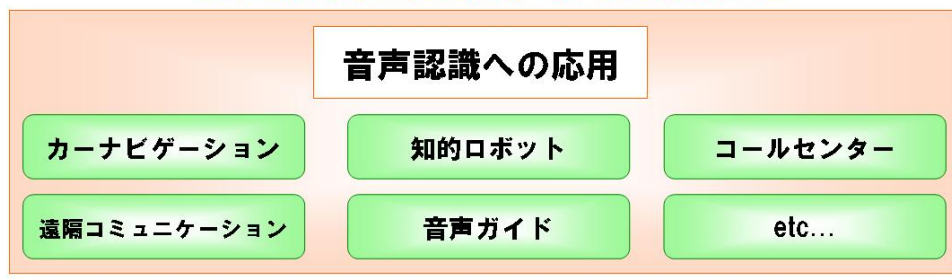 音声認識への応用
カーナビゲーション
知的ロボット
コールセンター
遠隔コミュニケーション
音声ガイド
etc...